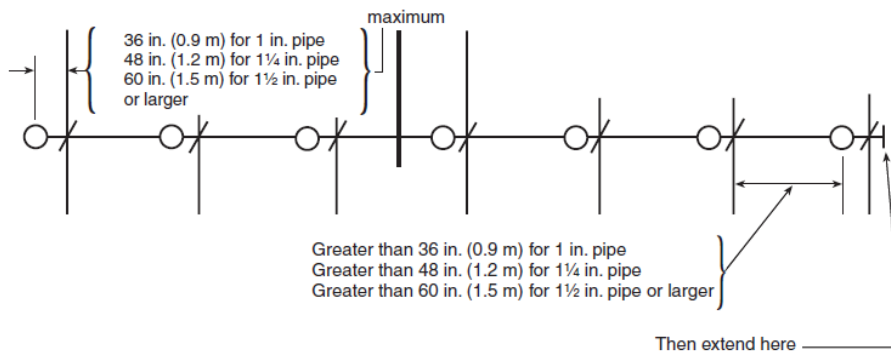 maximum
36 in. (0.9 m) for 1 in. pipe
48 in. (1.2 m) for 1¼ in. pipe
60 in. (1.5 m) for 1½ in. pipe
or larger
Greater than 36 in. (0.9 m) for 1 in. pipe
Greater than 48 in. (1.2 m) for 1¼ in. pipe
Greater than 60 in. (1.5 m) for 1½ in. pipe or larger
Then extend here